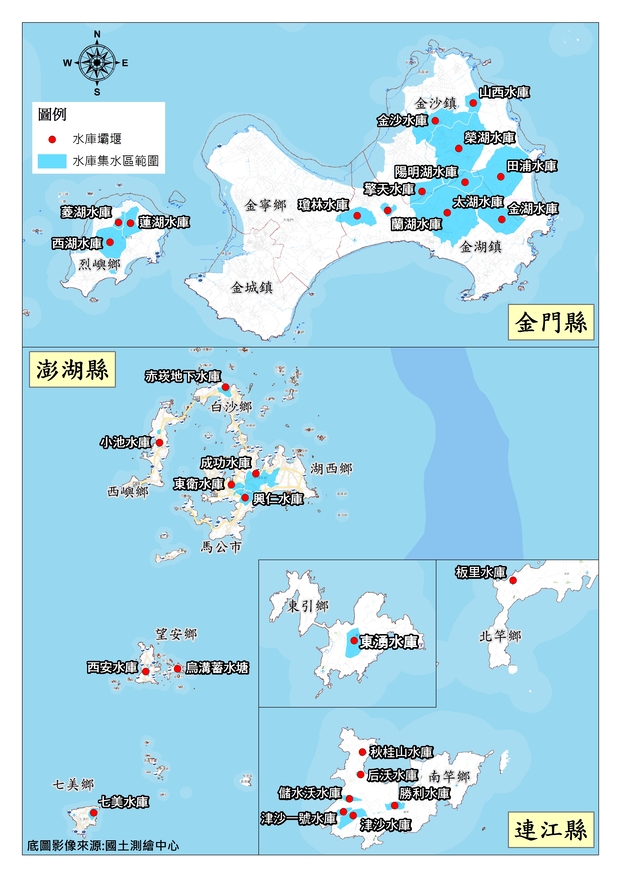 N
W
E
S
圖例
水庫壩堰
水庫集水區範圍
山西水庫
金沙鎮
金沙水庫
榮湖水庫
田浦水庫
陽明湖水庫
擎天水庫
太湖水庫
金湖水庫
瓊林水庫
蘭湖水庫
金寧鄉
金湖鎮
金城鎮
菱湖水庫
蓮湖水庫
西湖水庫
烈嶼鄉
金門縣
澎湖縣
赤崁地下水庫
白沙鄉
小池水庫
成功水庫
湖西鄉
東衛水庫
西嶼鄉
興仁水庫
馬公市
望安鄉
西安水庫
烏溝蓄水塘
七美鄉
七美水庫
底圖影像來源:國土測繪中心
東引鄉
東湧水庫
板里水庫
北竿鄉
秋桂山水庫
后沃水庫
南竿鄉
儲水沃水庫
勝利水庫
津沙一號水庫
津沙水庫
連江縣